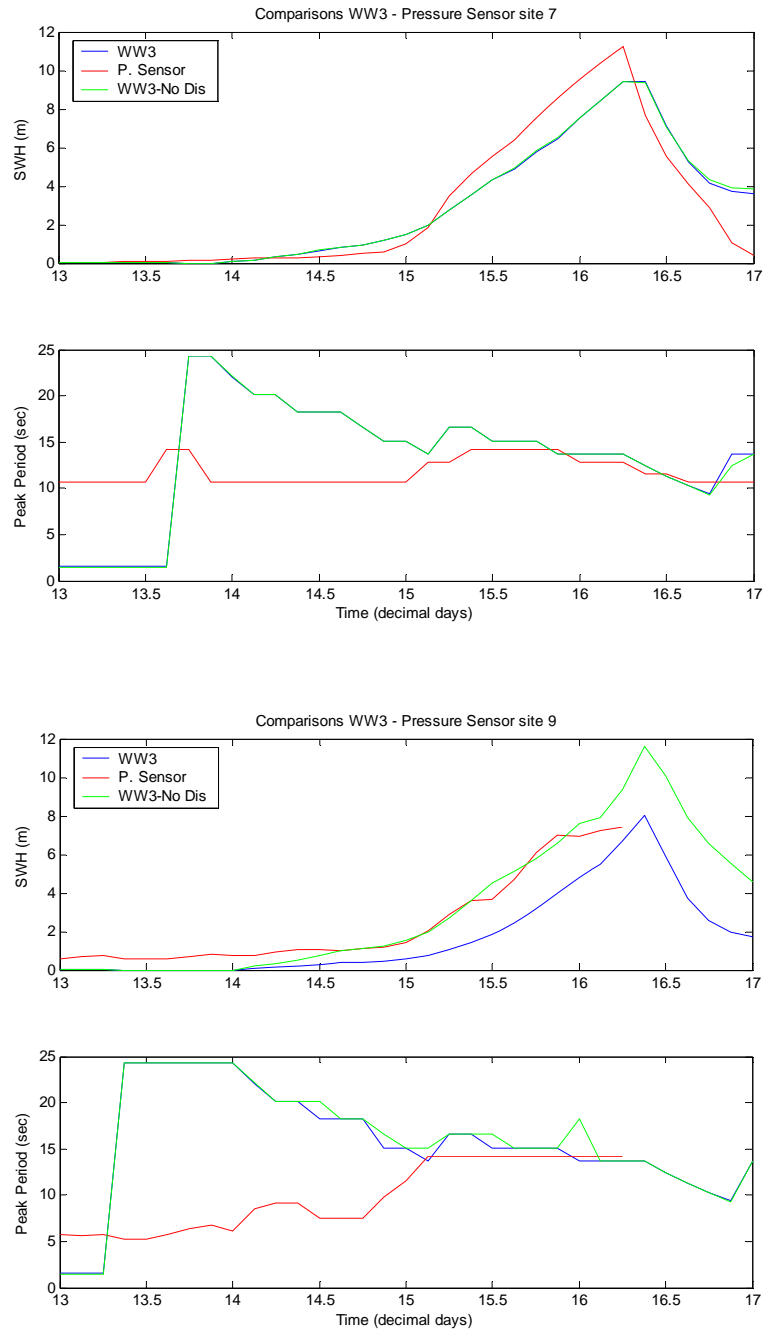 Comparisons WW3 - Pressure Sensor site 7
12
10
8
6
4
2
0
SWH (m)
WW3
P. Sensor
WW3-No Dis
13 13.5 14 14.5 15 15.5 16 16.5 17
25
20
15
10
5
0
Peak Period (sec)
13 13.5 14 14.5 15 15.5 16 16.5 17
Time (decimal days)
Comparisons WW3 - Pressure Sensor site 9
12
10
8
6
4
2
0
SWH (m)
WW3
P. Sensor
WW3-No Dis
13 13.5 14 14.5 15 15.5 16 16.5 17
25
20
15
10
5
0
Peak Period (sec)
13 13.5 14 14.5 15 15.5 16 16.5 17
Time (decimal days)